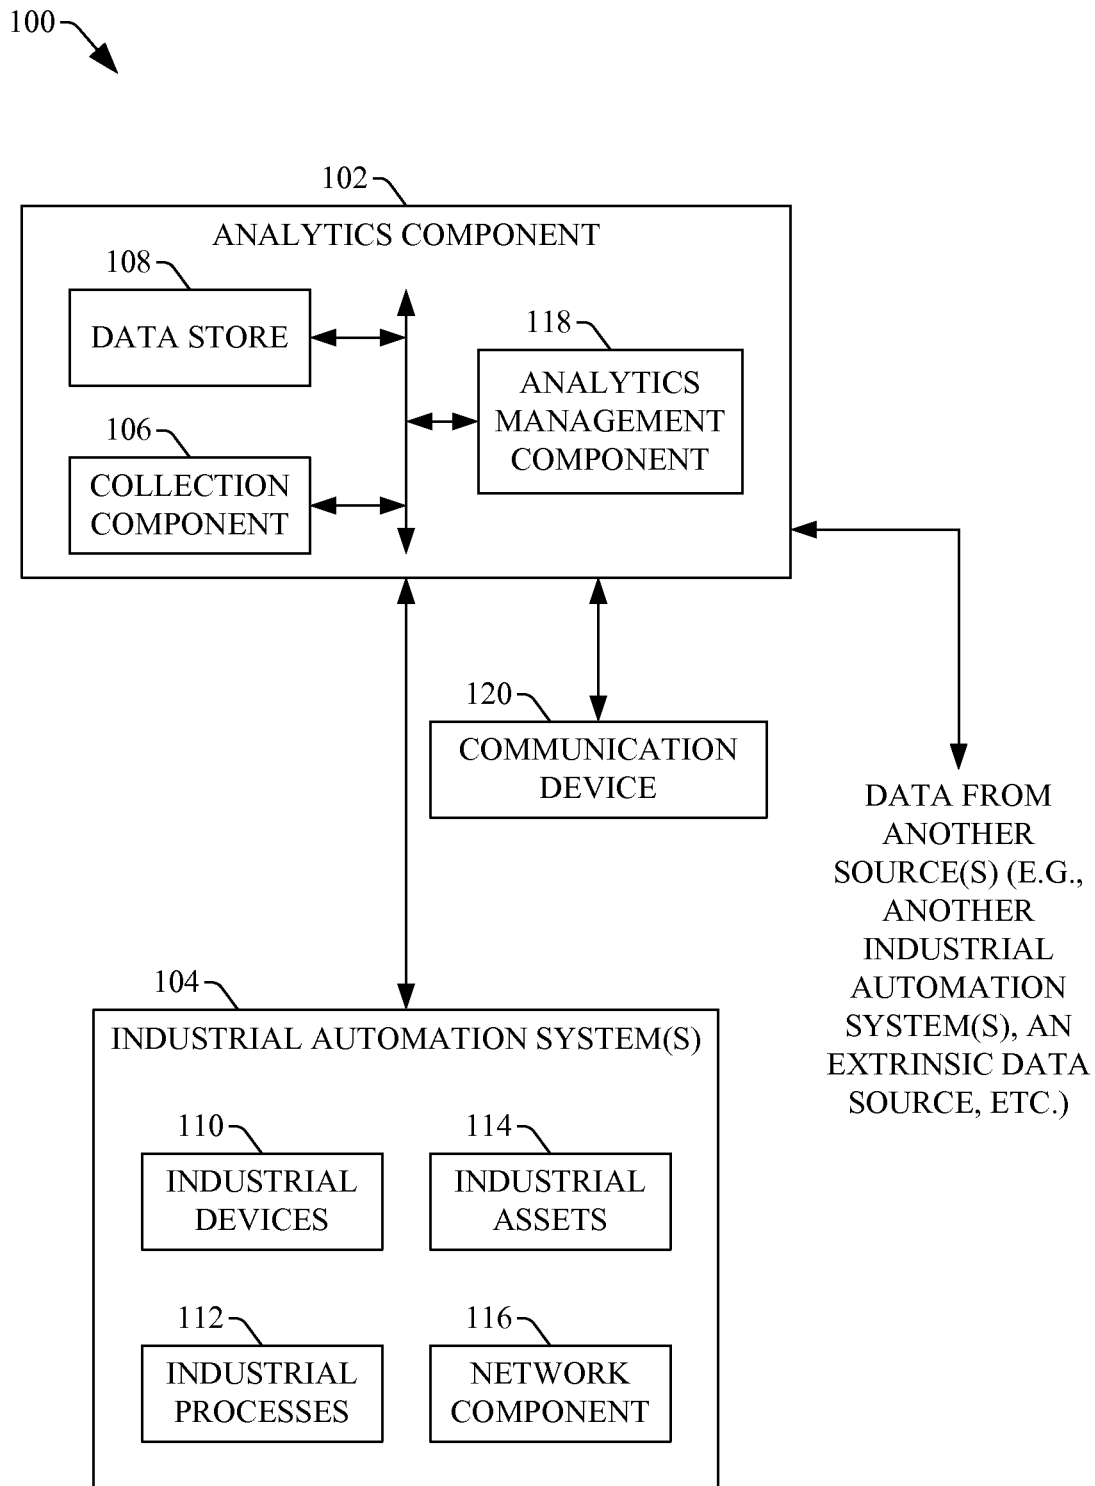 100
102
ANALYTICS COMPONENT
108
DATA STORE
118
ANALYTICS
MANAGEMENT
COMPONENT
106
COLLECTION
COMPONENT
120
COMMUNICATION
DEVICE
DATA FROM
ANOTHER
SOURCE(S) (E.G.,
ANOTHER
INDUSTRIAL
AUTOMATION
SYSTEM(S), AN
EXTRINSIC DATA
SOURCE, ETC.)
104
INDUSTRIAL AUTOMATION SYSTEM(S)
110
INDUSTRIAL
DEVICES
114
INDUSTRIAL
ASSETS
112
INDUSTRIAL
PROCESSES
116
NETWORK
COMPONENT